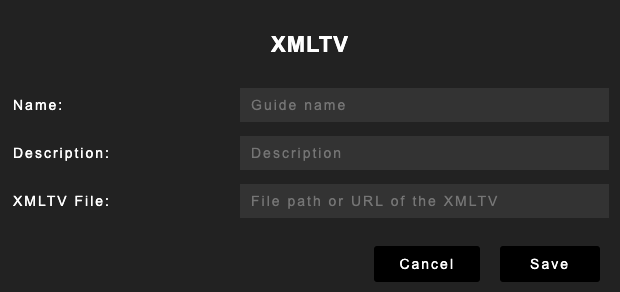 XMLTV
Name: Guide name
Description: Description
XMLTV File: File path or URL of the XMLTV
Cancel Save